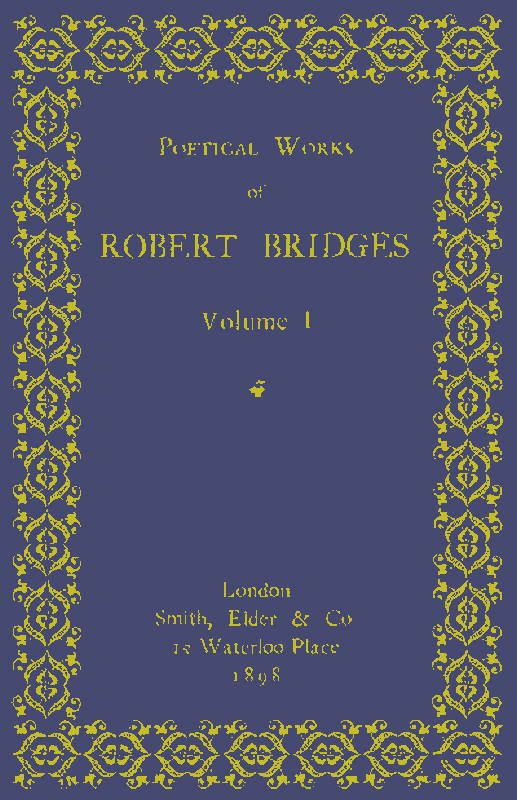 POETICAL WORKS
of
ROBERT BRIDGES
Volume I
London
Smith, Elder & Co
15 Waterloo Place
1898